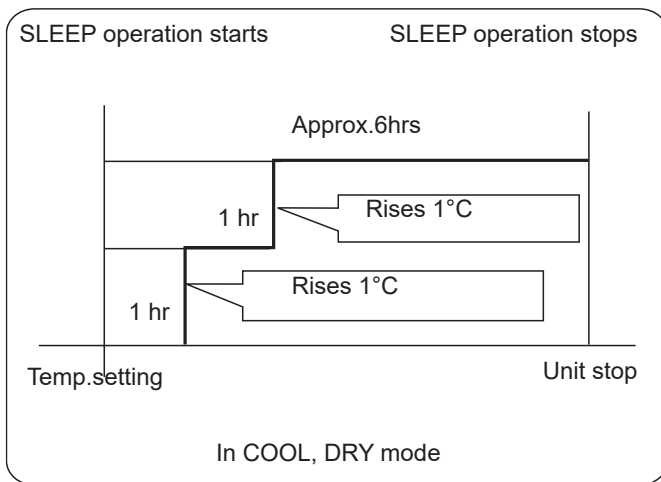 SLEEP operation starts
SLEEP operation stops
Approx.6hrs
1 hr
Rises 1°C
1 hr
Rises 1°C
Temp.setting
Unit stop
In COOL, DRY mode